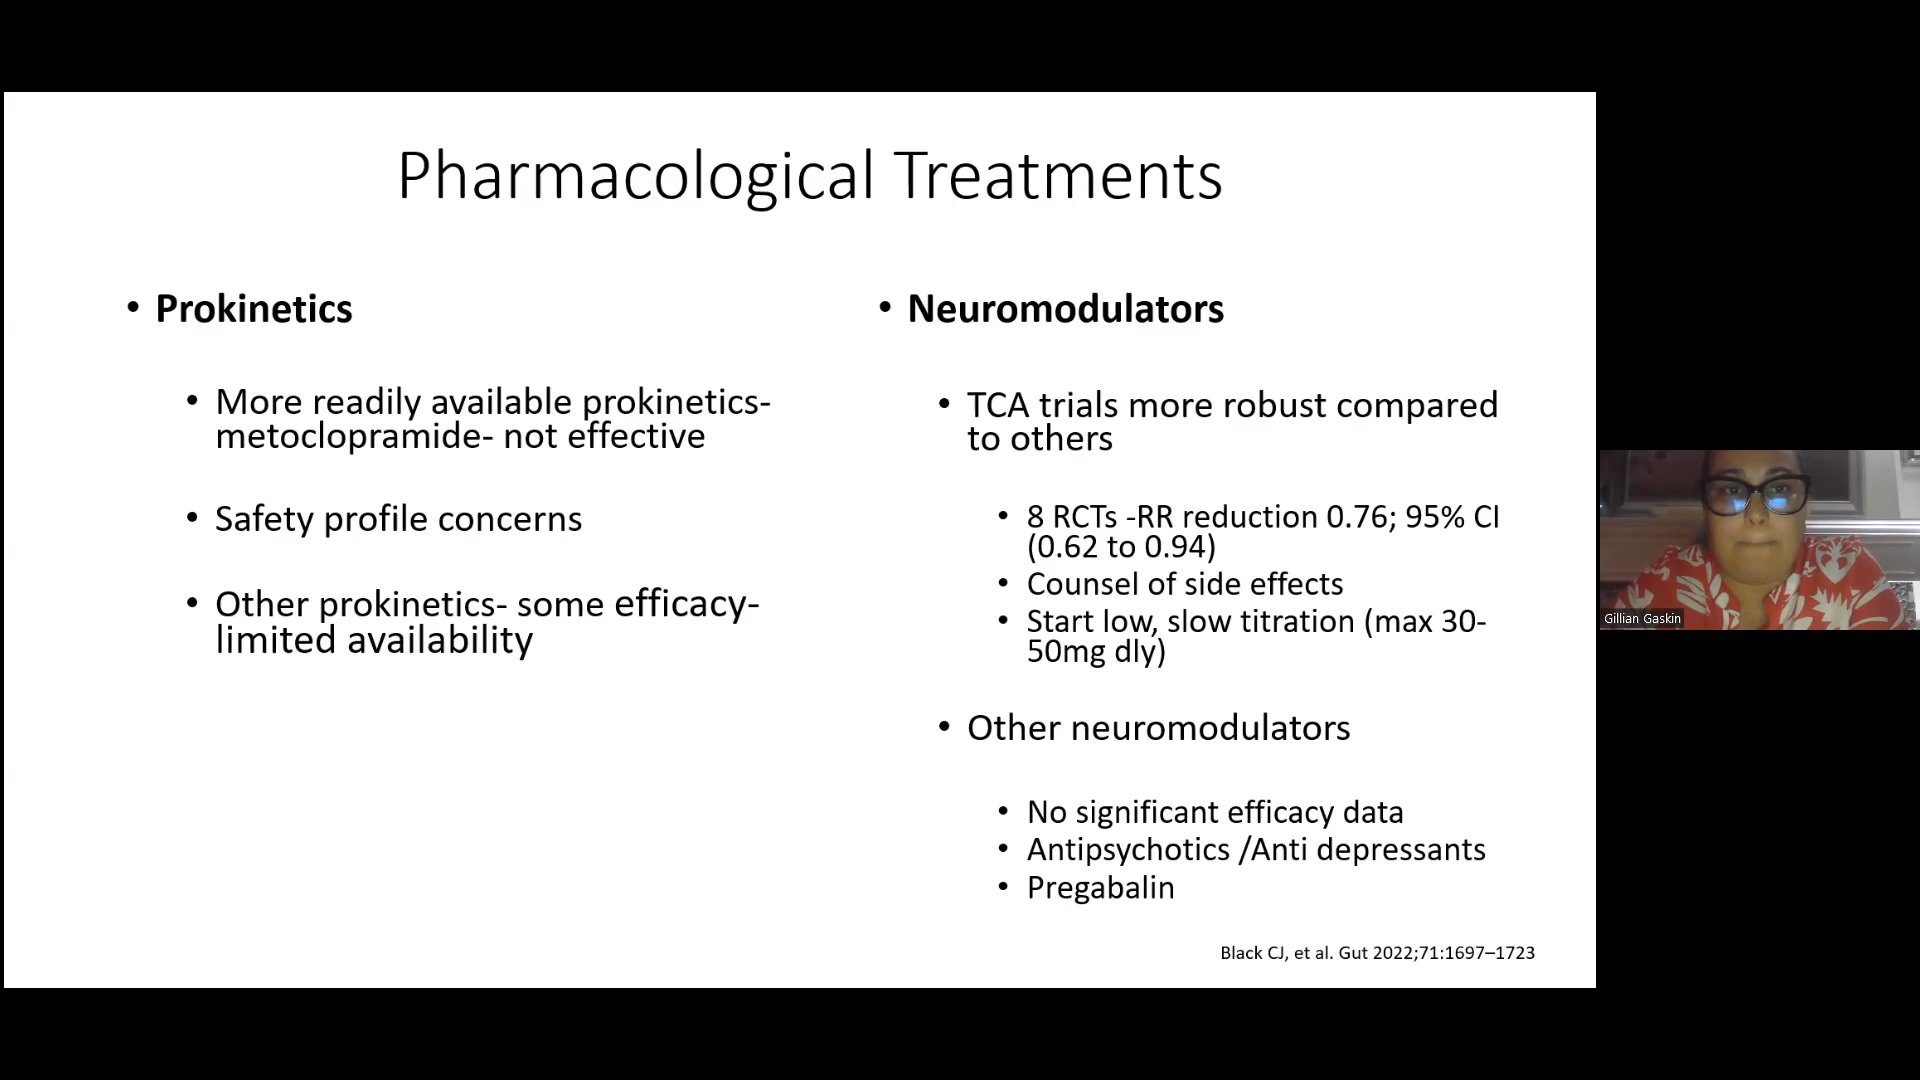 Pharmacological Treatments
• Prokinetics
• More readily available prokinetics-
metoclopramide- not effective
• Safety profile concerns
• Other prokinetics- some efficacy-
limited availability
• Neuromodulators
• TCA trials more robust compared
to others
• 8 RCTs -RR reduction 0.76; 95% CI
(0.62 to 0.94)
• Counsel of side effects
• Start low, slow titration (max 30-
50mg dly)
• Other neuromodulators
• No significant efficacy data
• Antipsychotics /Anti depressants
• Pregabalin
Black CJ, et al. Gut 2022;71:1697–1723
Gillian Gaskin